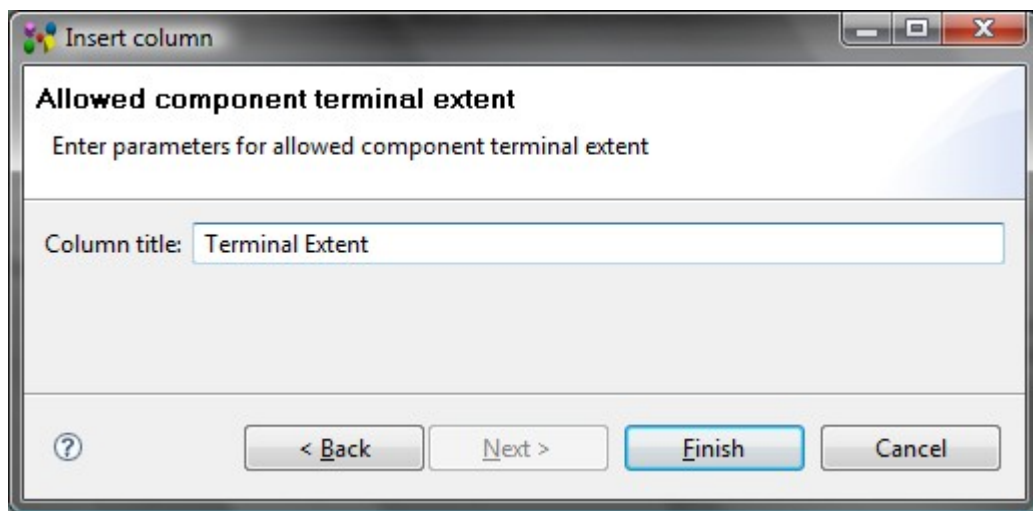 Insert column
Allowed component terminal extent
Enter parameters for allowed component terminal extent
Column title: Terminal Extent
? < Back Next > Finish Cancel